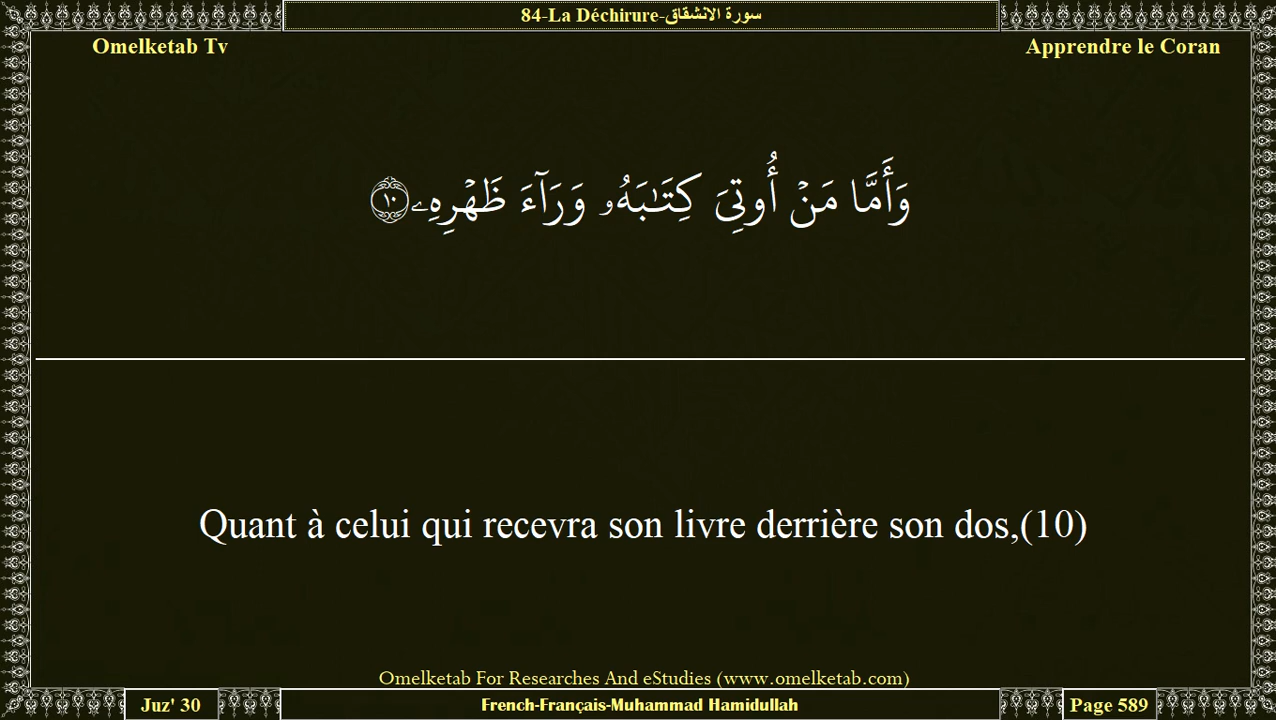 84-La Déchirure-سورة الانشقاق
Omelketab Tv
Apprendre le Coran
وَأَمَّا مَنۡ أُوتِيَ كِتَٰبَهُۥ وَرَآءَ ظَهۡرِهِۦ ١٠
Quant à celui qui recevra son livre derrière son dos,(10)
Omelketab For Researches And eStudies (www.omelketab.com)
Juz' 30
French-Français-Muhammad Hamidullah
Page 589